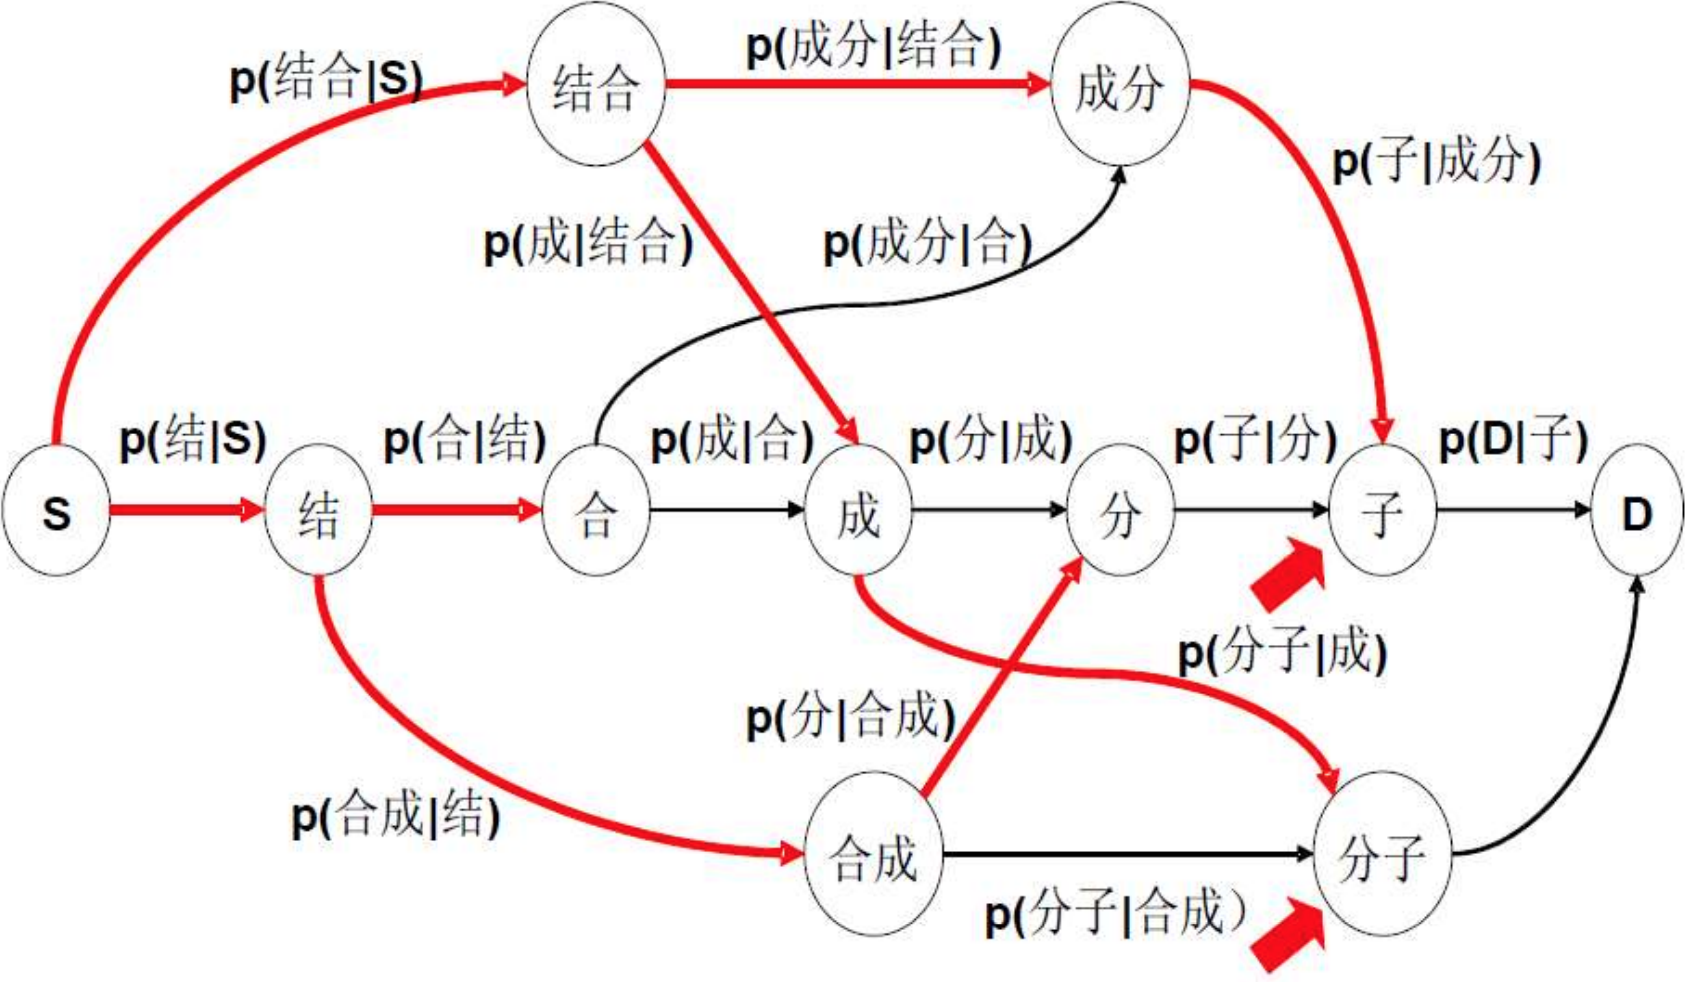 p(结合|S)
结合
p(成分|结合)
成分
p(子|成分)
p(成|结合)
p(成分|合)
S
p(结|S)
结
p(合|结)
合
p(成|合)
成
p(分|成)
分
p(子|分)
子
p(D|子)
D
p(分子|成)
p(分|合成)
p(合成|结)
合成
p(分子|合成）
分子